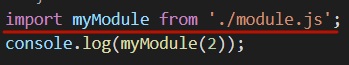 import myModule from './module.js';
console.log(myModule(2));